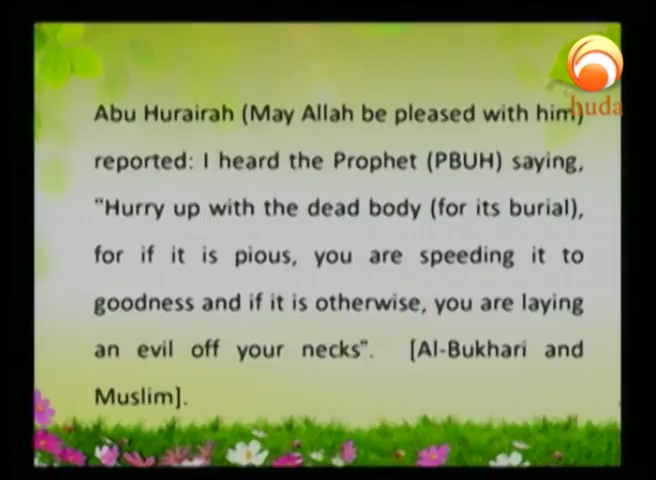 huda
Abu Hurairah (May Allah be pleased with him)
reported: I heard the Prophet (PBUH) saying,
"Hurry up with the dead body (for its burial),
for if it is pious, you are speeding it to
goodness and if it is otherwise, you are laying
an evil off your necks". [Al-Bukhari and
Muslim].